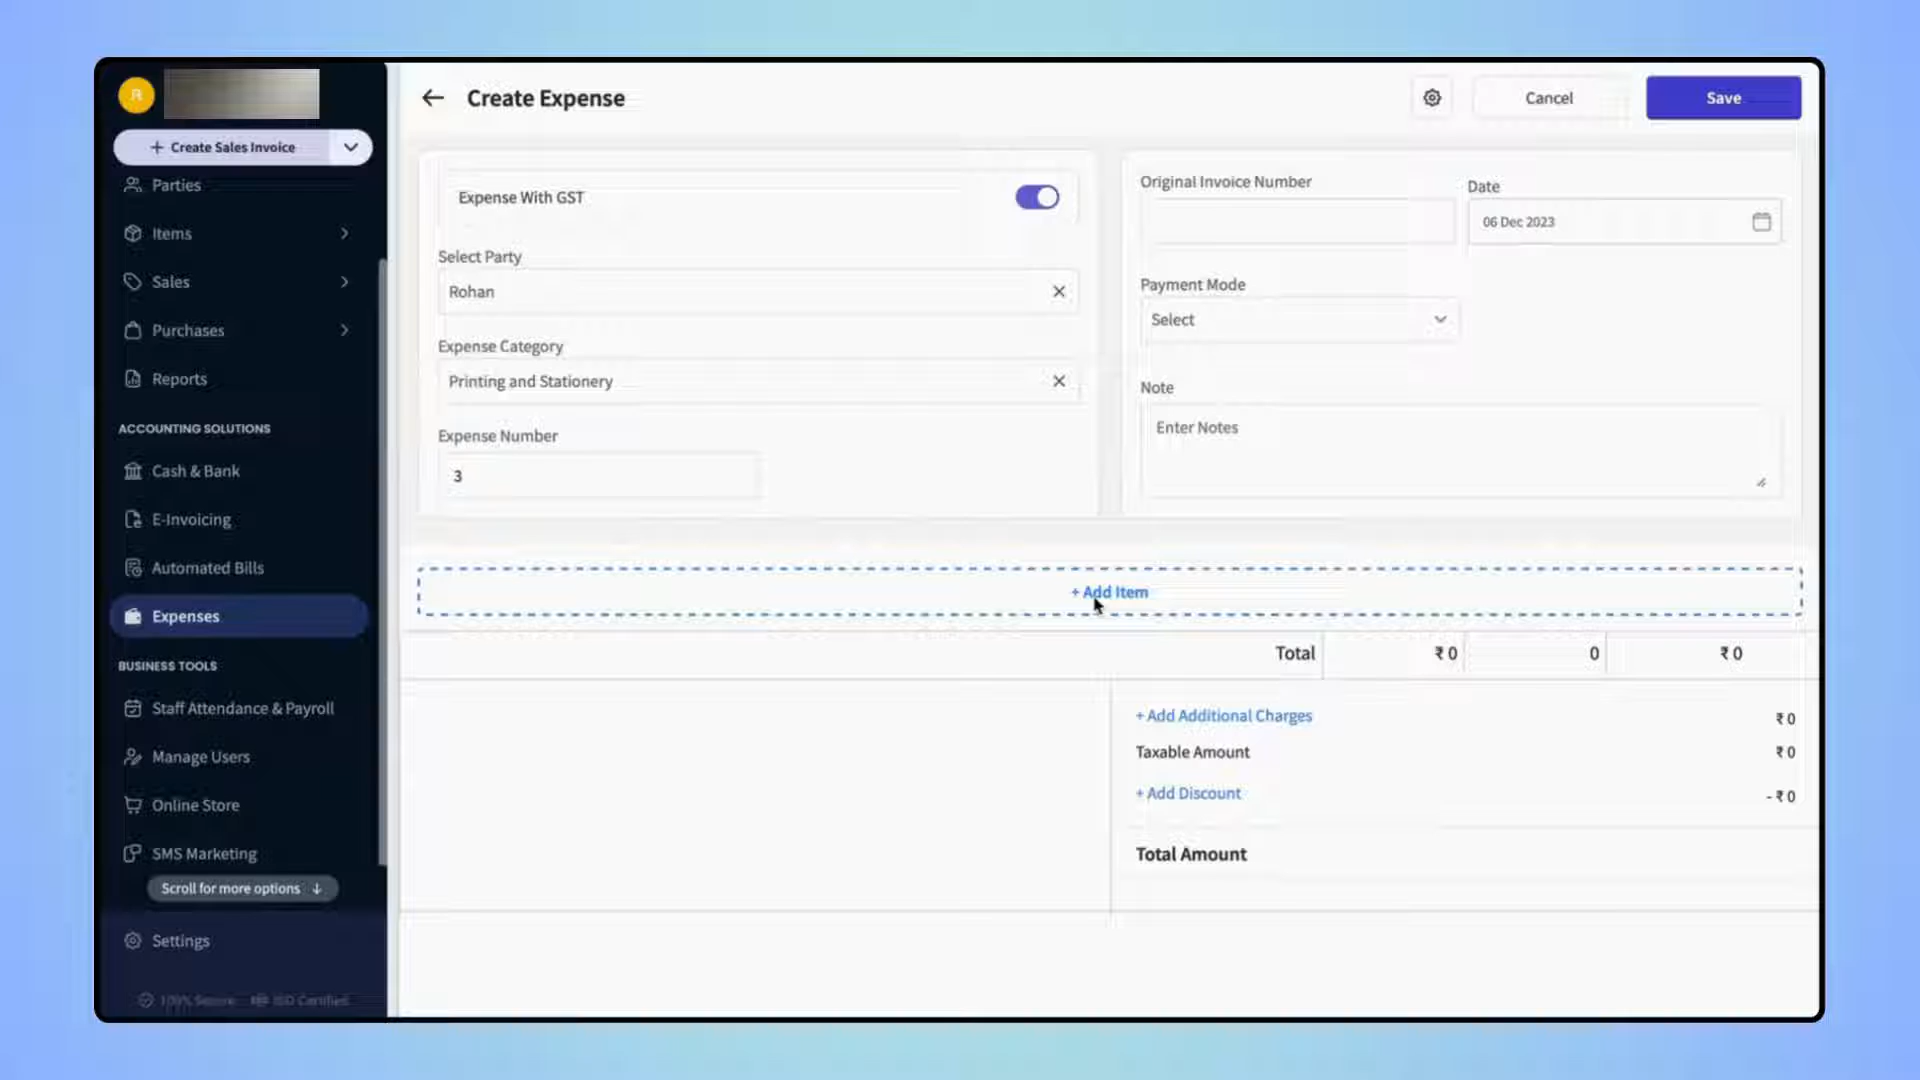 R
+ Create Sales Invoice
Parties
Items
Sales
Purchases
Reports
ACCOUNTING SOLUTIONS
Cash & Bank
E-Invoicing
Automated Bills
Expenses
BUSINESS TOOLS
Staff Attendance & Payroll
Manage Users
Online Store
SMS Marketing
Scroll for more options ↓
Settings
100% Secure ISO Certified
← Create Expense
Cancel
Save
Expense With GST
Select Party
Rohan
Expense Category
Printing and Stationery
Expense Number
3
Original Invoice Number
Date
06 Dec 2023
Payment Mode
Select
Note
Enter Notes
+ Add Item
Total ₹ 0 0 ₹ 0
+ Add Additional Charges ₹ 0
Taxable Amount ₹ 0
+ Add Discount - ₹ 0
Total Amount